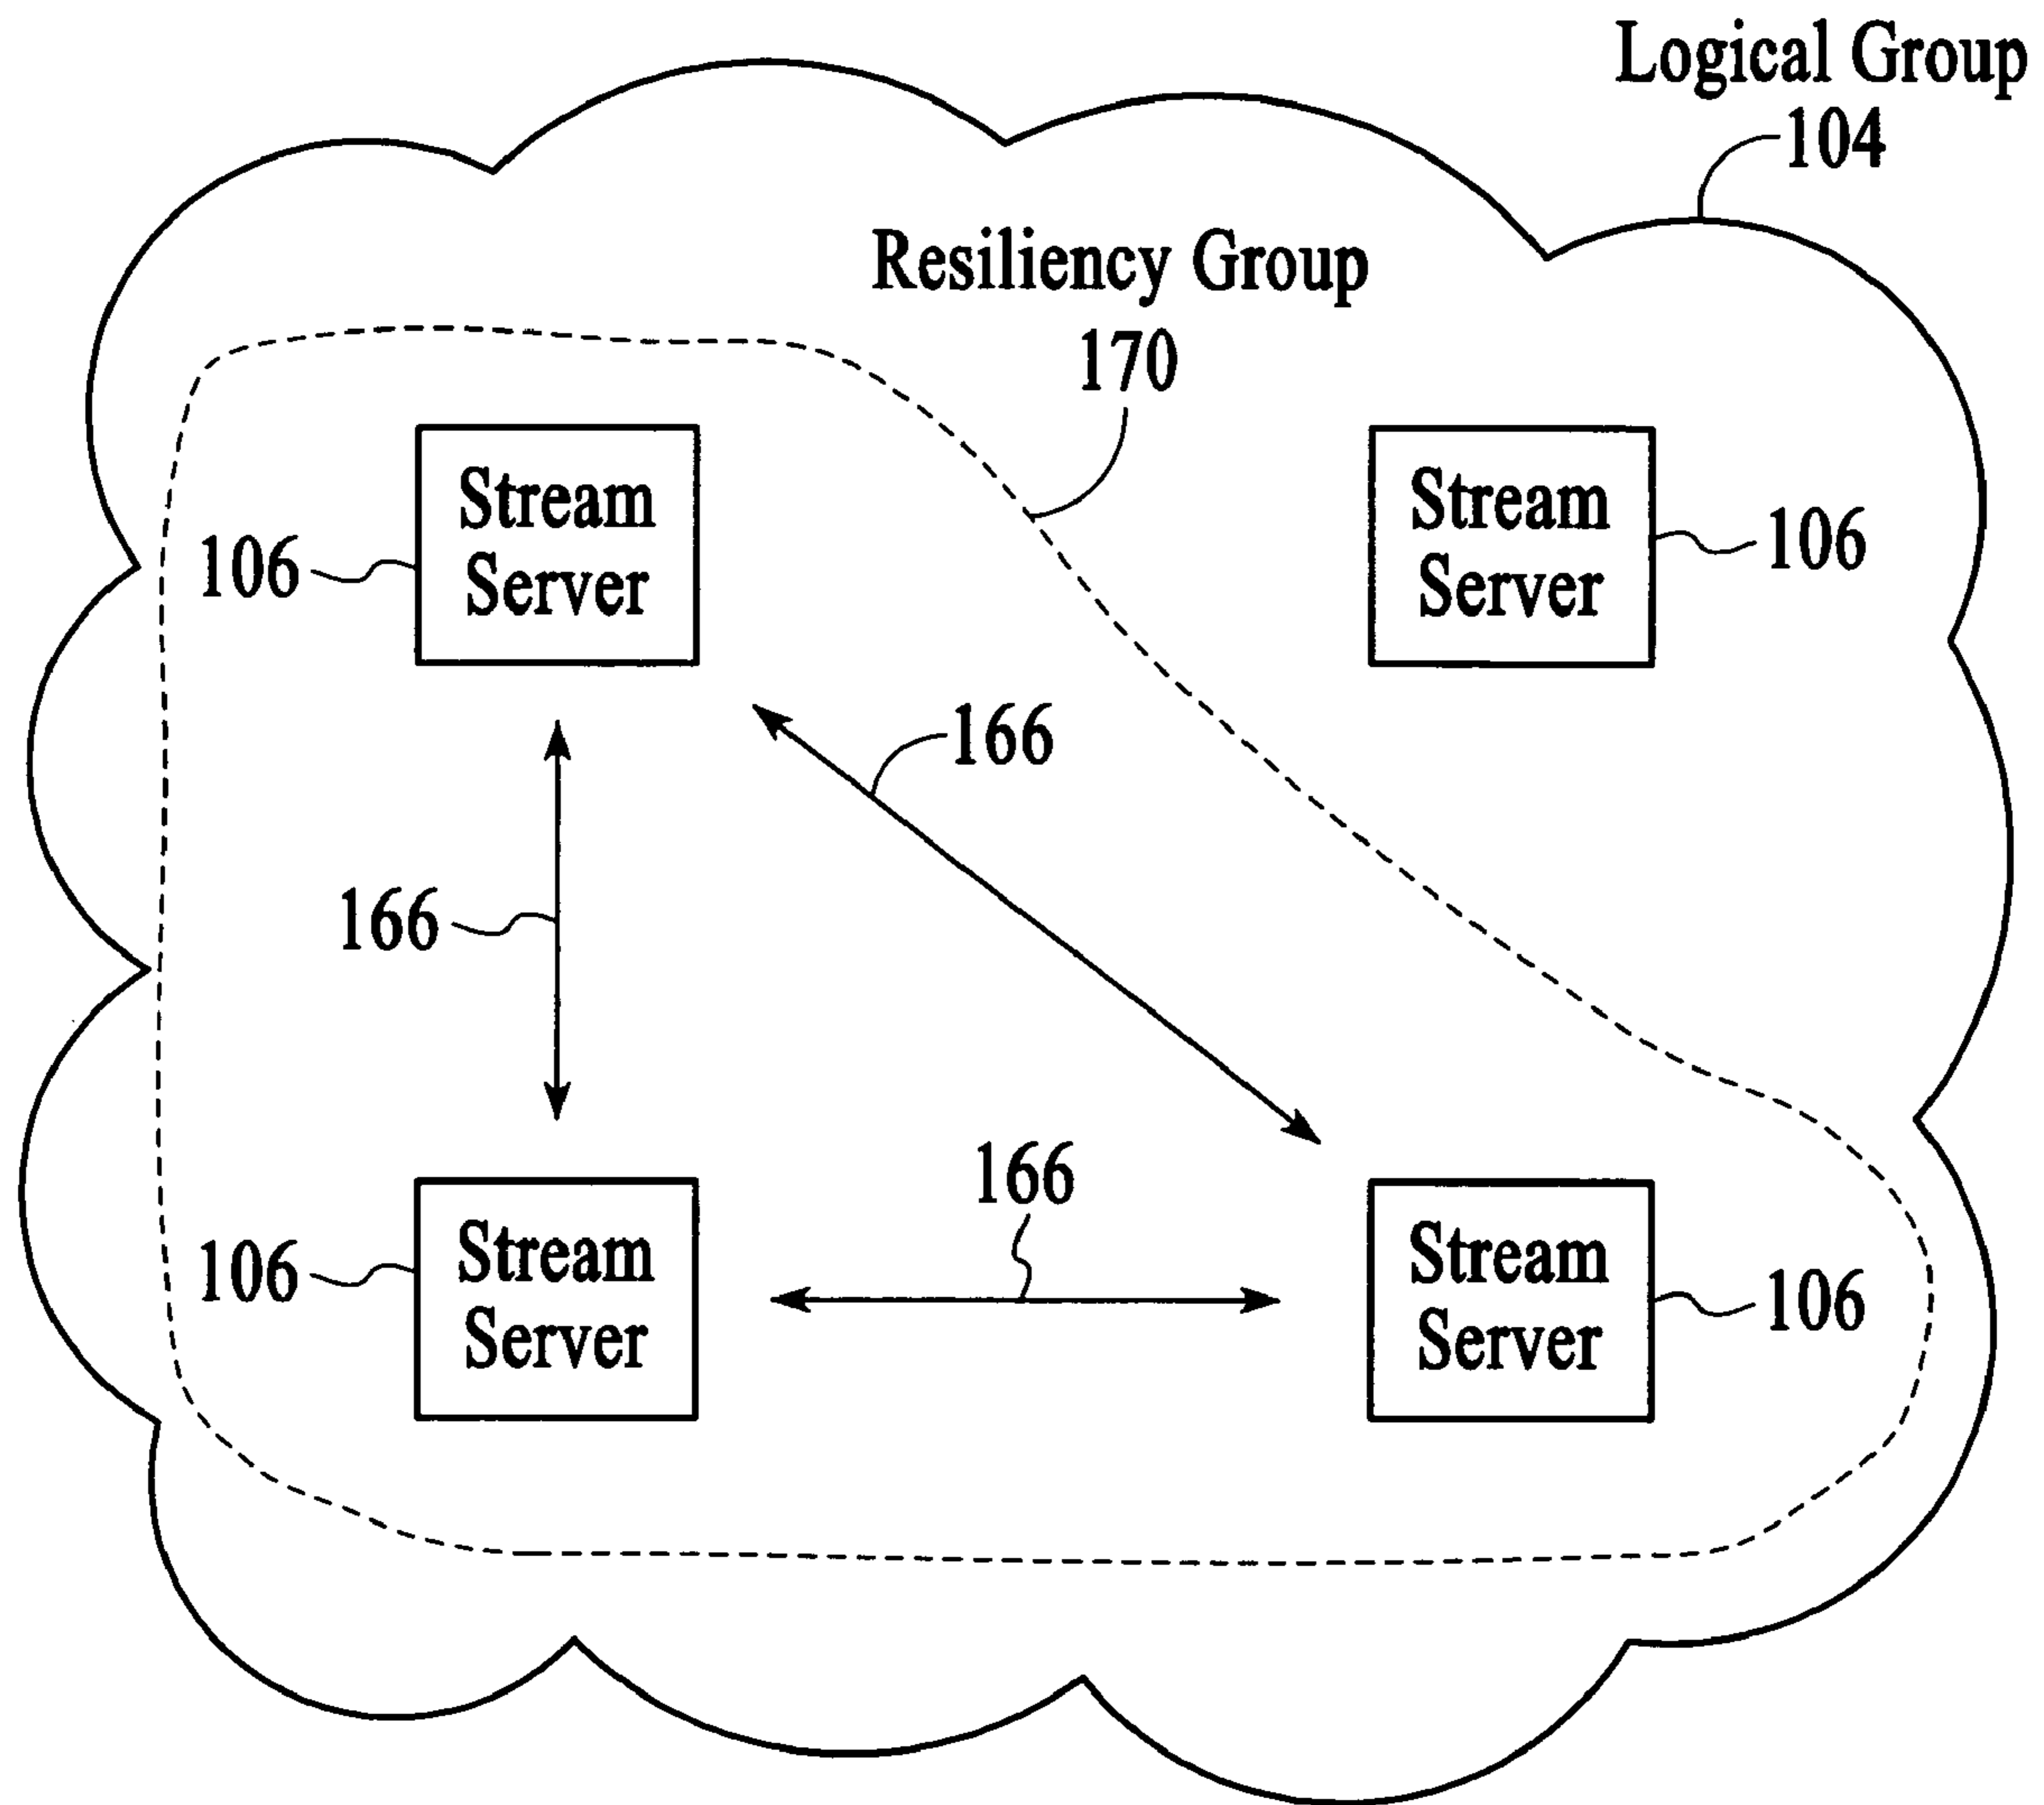 Logical Group
104
Resiliency Group
170
Stream
Server
106
Stream
Server
106
166
166
166
Stream
Server
106
Stream
Server
106